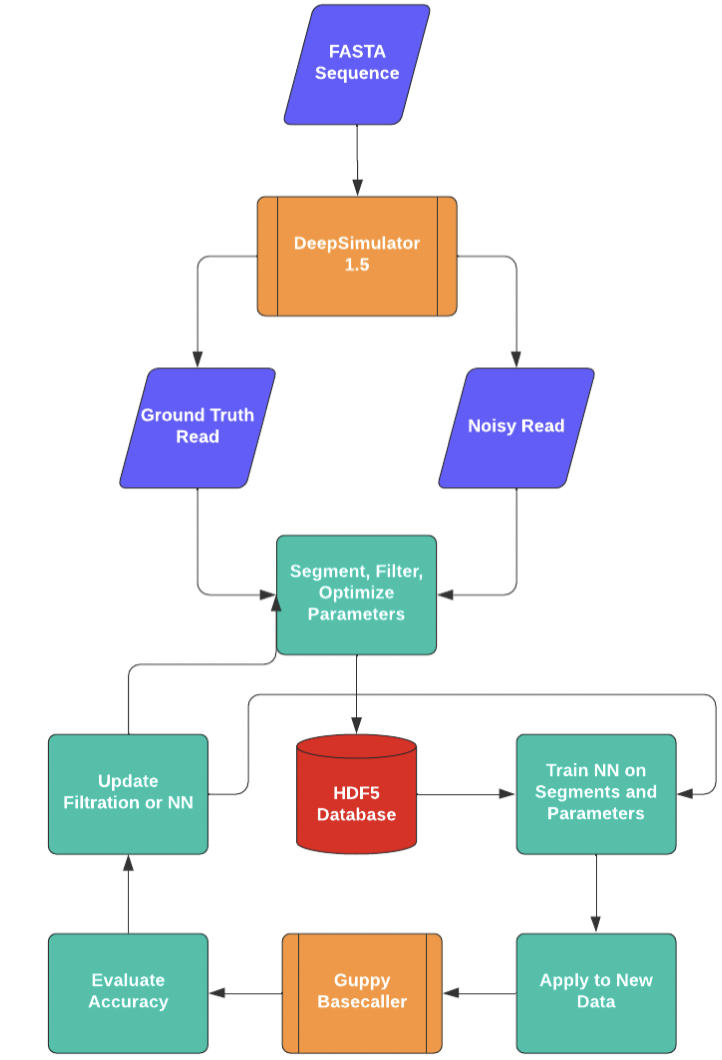 FASTA
Sequence
DeepSimulator
1.5
Ground Truth
Read
Noisy Read
Segment, Filter,
Optimize
Parameters
Update
Filtration or NN
HDF5
Database
Train NN on
Segments and
Parameters
Evaluate
Accuracy
Guppy
Basecaller
Apply to New
Data